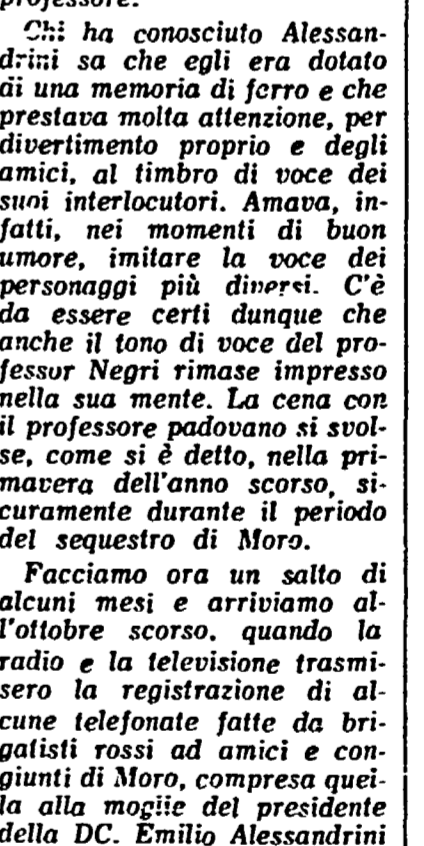 professore.
Chi ha conosciuto Alessan-
drini sa che egli era dotato
di una memoria di ferro e che
prestava molta attenzione, per
divertimento proprio e degli
amici, al timbro di voce dei
suoi interlocutori. Amava, in-
fatti, nei momenti di buon
umore, imitare la voce dei
personaggi più diversi. C'è
da essere certi dunque che
anche il tono di voce del pro-
fessor Negri rimase impresso
nella sua mente. La cena con
il professore padovano si svol-
se, come si è detto, nella pri-
mavera dell'anno scorso, si-
curamente durante il periodo
del sequestro di Moro.
Facciamo ora un salto di
alcuni mesi e arriviamo al-
l'ottobre scorso, quando la
radio e la televisione trasmi-
sero la registrazione di al-
cune telefonate fatte da bri-
gatisti rossi ad amici e con-
giunti di Moro, compresa quel-
la alla moglie del presidente
della DC. Emilio Alessandrini